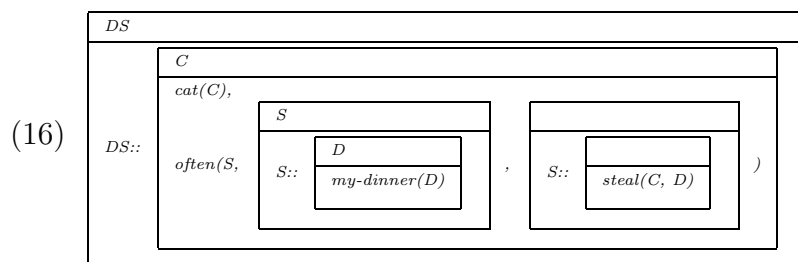 DS
C
cat(C),
S
D
(16) DS:: often(S, S:: my-dinner(D) , S:: steal(C, D) )